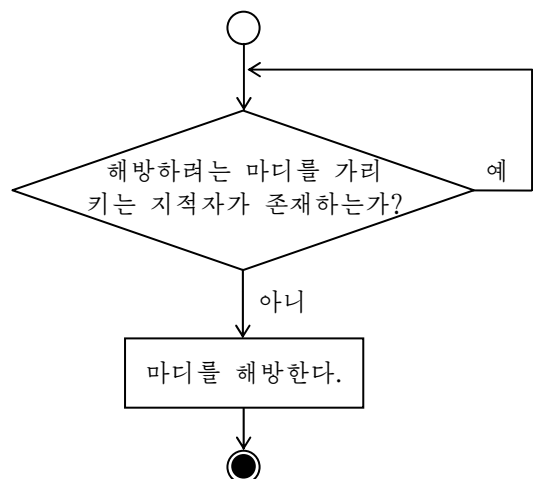 해방하려는 마디를 가리
키는 지적자가 존재하는가?
예
아니
마디를 해방한다.